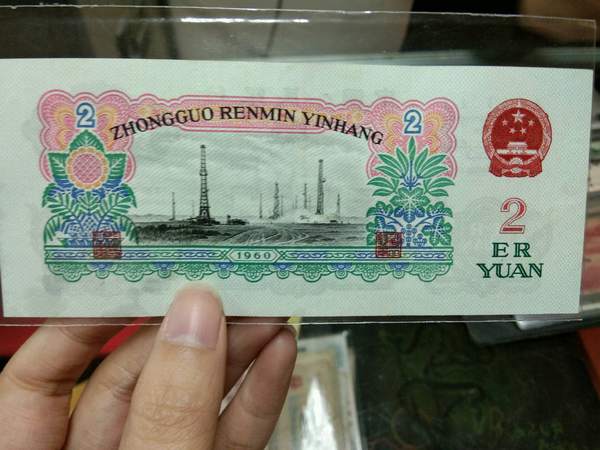 2
ZHONGGUO RENMIN YINHANG
2
1960
2
ER
YUAN